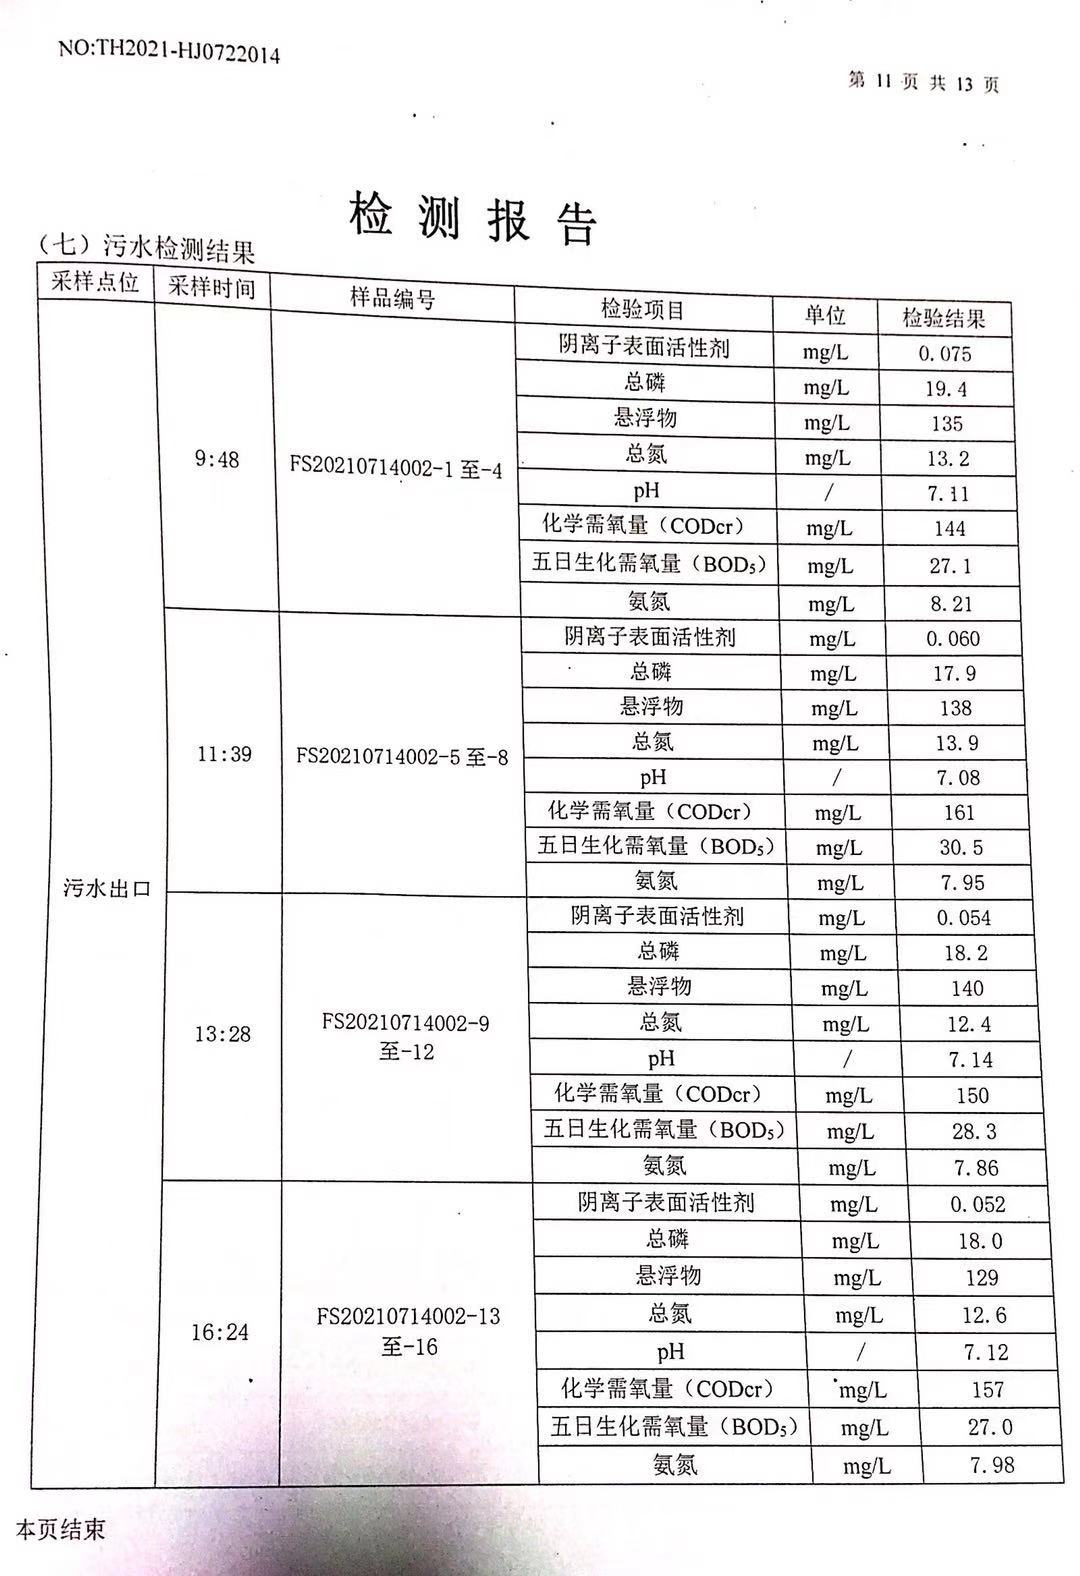 NO:TH2021-HJ0722014
第 11 页 共 13 页
检 测 报 告
（七）污水检测结果
采样点位 采样时间 样品编号 检验项目 单位 检验结果
污水出口
9:48 FS20210714002-1 至-4
阴离子表面活性剂 mg/L 0.075
总磷 mg/L 19.4
悬浮物 mg/L 135
总氮 mg/L 13.2
pH / 7.11
化学需氧量（CODcr） mg/L 144
五日生化需氧量（BOD₅） mg/L 27.1
氨氮 mg/L 8.21
11:39 FS20210714002-5 至-8
阴离子表面活性剂 mg/L 0.060
总磷 mg/L 17.9
悬浮物 mg/L 138
总氮 mg/L 13.9
pH / 7.08
化学需氧量（CODcr） mg/L 161
五日生化需氧量（BOD₅） mg/L 30.5
氨氮 mg/L 7.95
13:28 FS20210714002-9
至-12
阴离子表面活性剂 mg/L 0.054
总磷 mg/L 18.2
悬浮物 mg/L 140
总氮 mg/L 12.4
pH / 7.14
化学需氧量（CODcr） mg/L 150
五日生化需氧量（BOD₅） mg/L 28.3
氨氮 mg/L 7.86
16:24 FS20210714002-13
至-16
阴离子表面活性剂 mg/L 0.052
总磷 mg/L 18.0
悬浮物 mg/L 129
总氮 mg/L 12.6
pH / 7.12
化学需氧量（CODcr） mg/L 157
五日生化需氧量（BOD₅） mg/L 27.0
氨氮 mg/L 7.98
本页结束